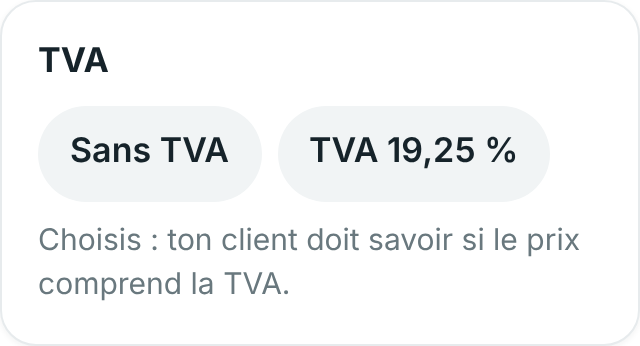 TVA
Sans TVA
TVA 19,25 %
Choisis : ton client doit savoir si le prix
comprend la TVA.